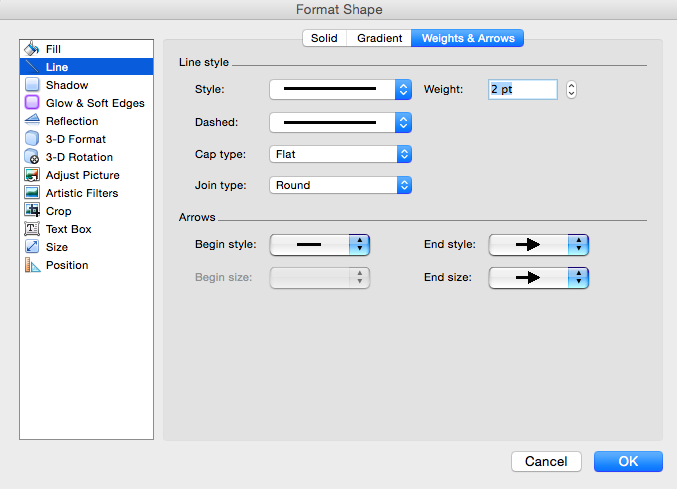 Format Shape
Fill
Line
Shadow
Glow & Soft Edges
Reflection
3-D Format
3-D Rotation
Adjust Picture
Artistic Filters
Crop
Text Box
Size
Position
Solid Gradient Weights & Arrows
Line style
Style: Weight: 2 pt
Dashed:
Cap type: Flat
Join type: Round
Arrows
Begin style: End style:
Begin size: End size:
Cancel OK